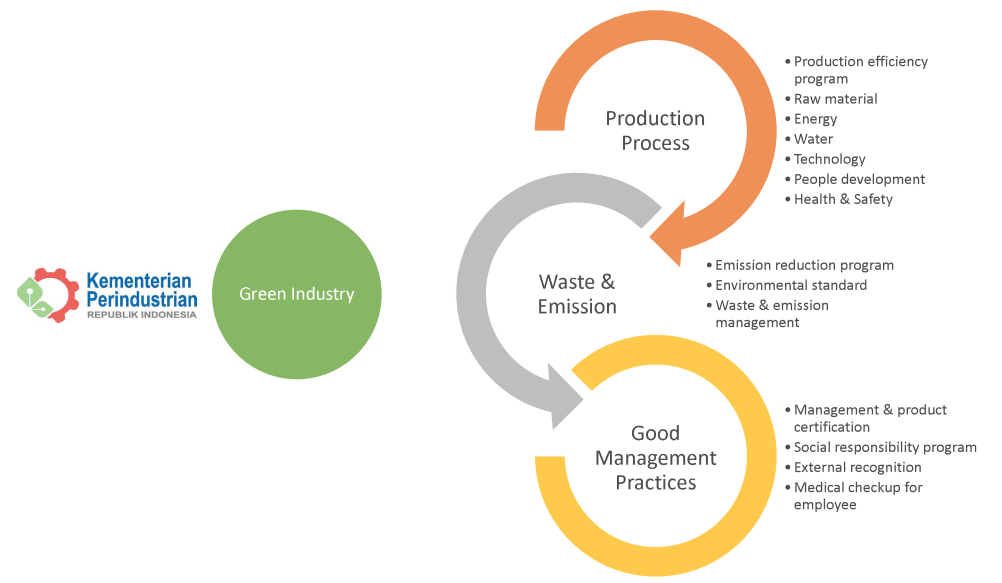 Kementerian
Perindustrian
REPUBLIK INDONESIA
Green Industry
Production
Process
• Production efficiency
program
• Raw material
• Energy
• Water
• Technology
• People development
• Health & Safety
Waste &
Emission
• Emission reduction program
• Environmental standard
• Waste & emission
management
Good
Management
Practices
• Management & product
certification
• Social responsibility program
• External recognition
• Medical checkup for
employee